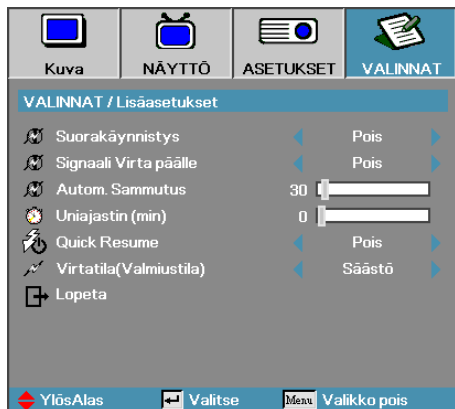 Kuva NÄYTTÖ ASETUKSET VALINNAT
VALINNAT / Lisäasetukset
Suorakäynnistys Pois
Signaali Virta päälle Pois
Autom. Sammutus 30
Uniajastin (min) 0
Quick Resume Pois
Virtatila(Valmiustila) Säästö
Lopeta
YlösAlas Valitse Menu Valikko pois